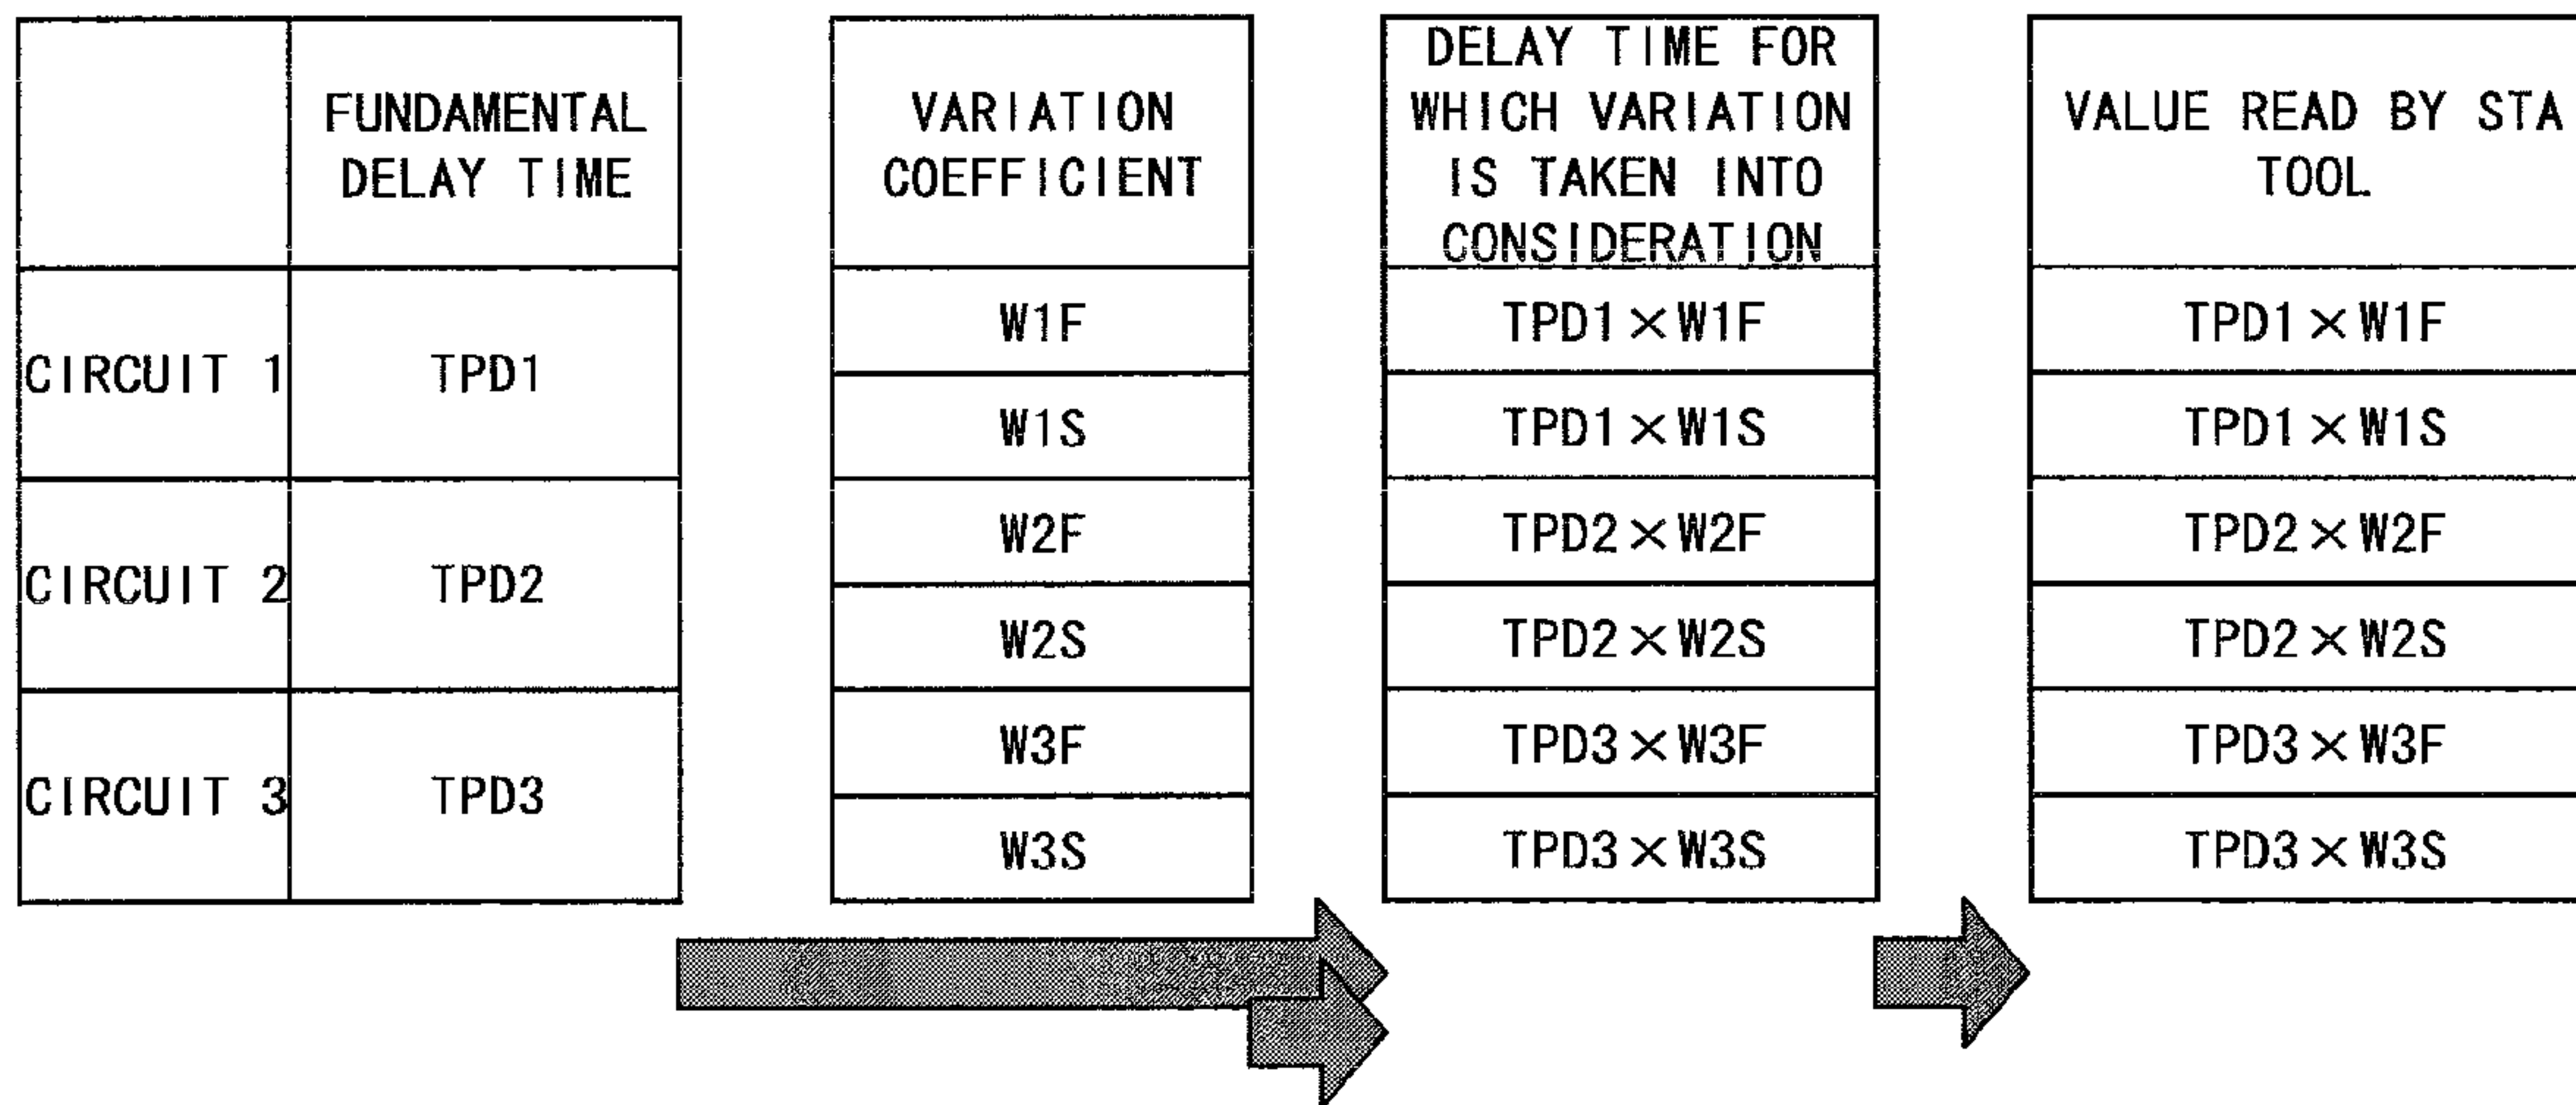 FUNDAMENTAL
DELAY TIME
CIRCUIT 1
TPD1
CIRCUIT 2
TPD2
CIRCUIT 3
TPD3
VARIATION
COEFFICIENT
W1F
W1S
W2F
W2S
W3F
W3S
DELAY TIME FOR
WHICH VARIATION
IS TAKEN INTO
CONSIDERATION
TPD1×W1F
TPD1×W1S
TPD2×W2F
TPD2×W2S
TPD3×W3F
TPD3×W3S
VALUE READ BY STA
TOOL
TPD1×W1F
TPD1×W1S
TPD2×W2F
TPD2×W2S
TPD3×W3F
TPD3×W3S